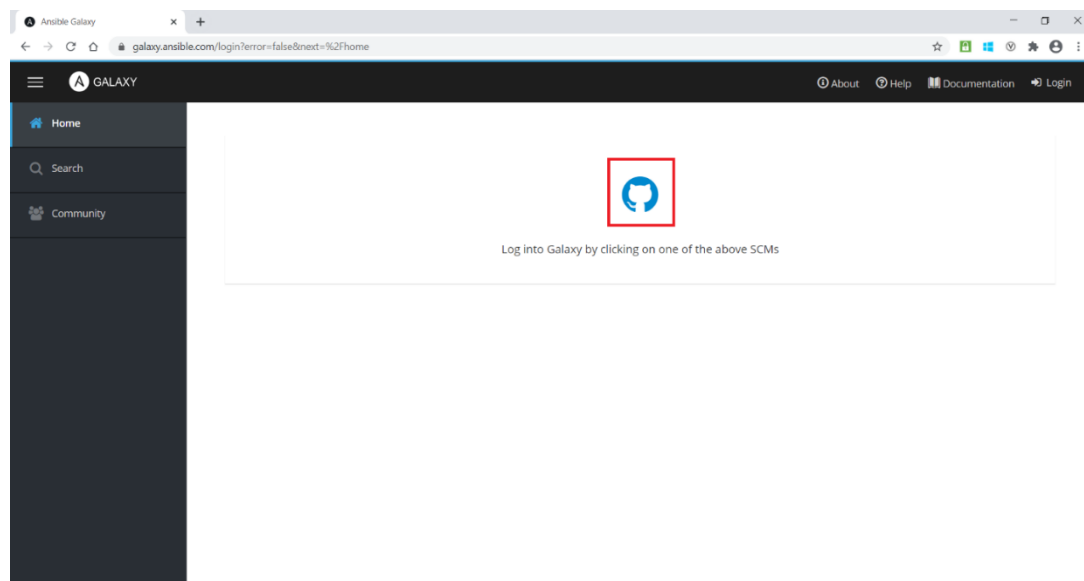 Ansible Galaxy
galaxy.ansible.com/login?error=false&next=%2Fhome
GALAXY
About Help Documentation Login
Home
Search
Community
Log into Galaxy by clicking on one of the above SCMs